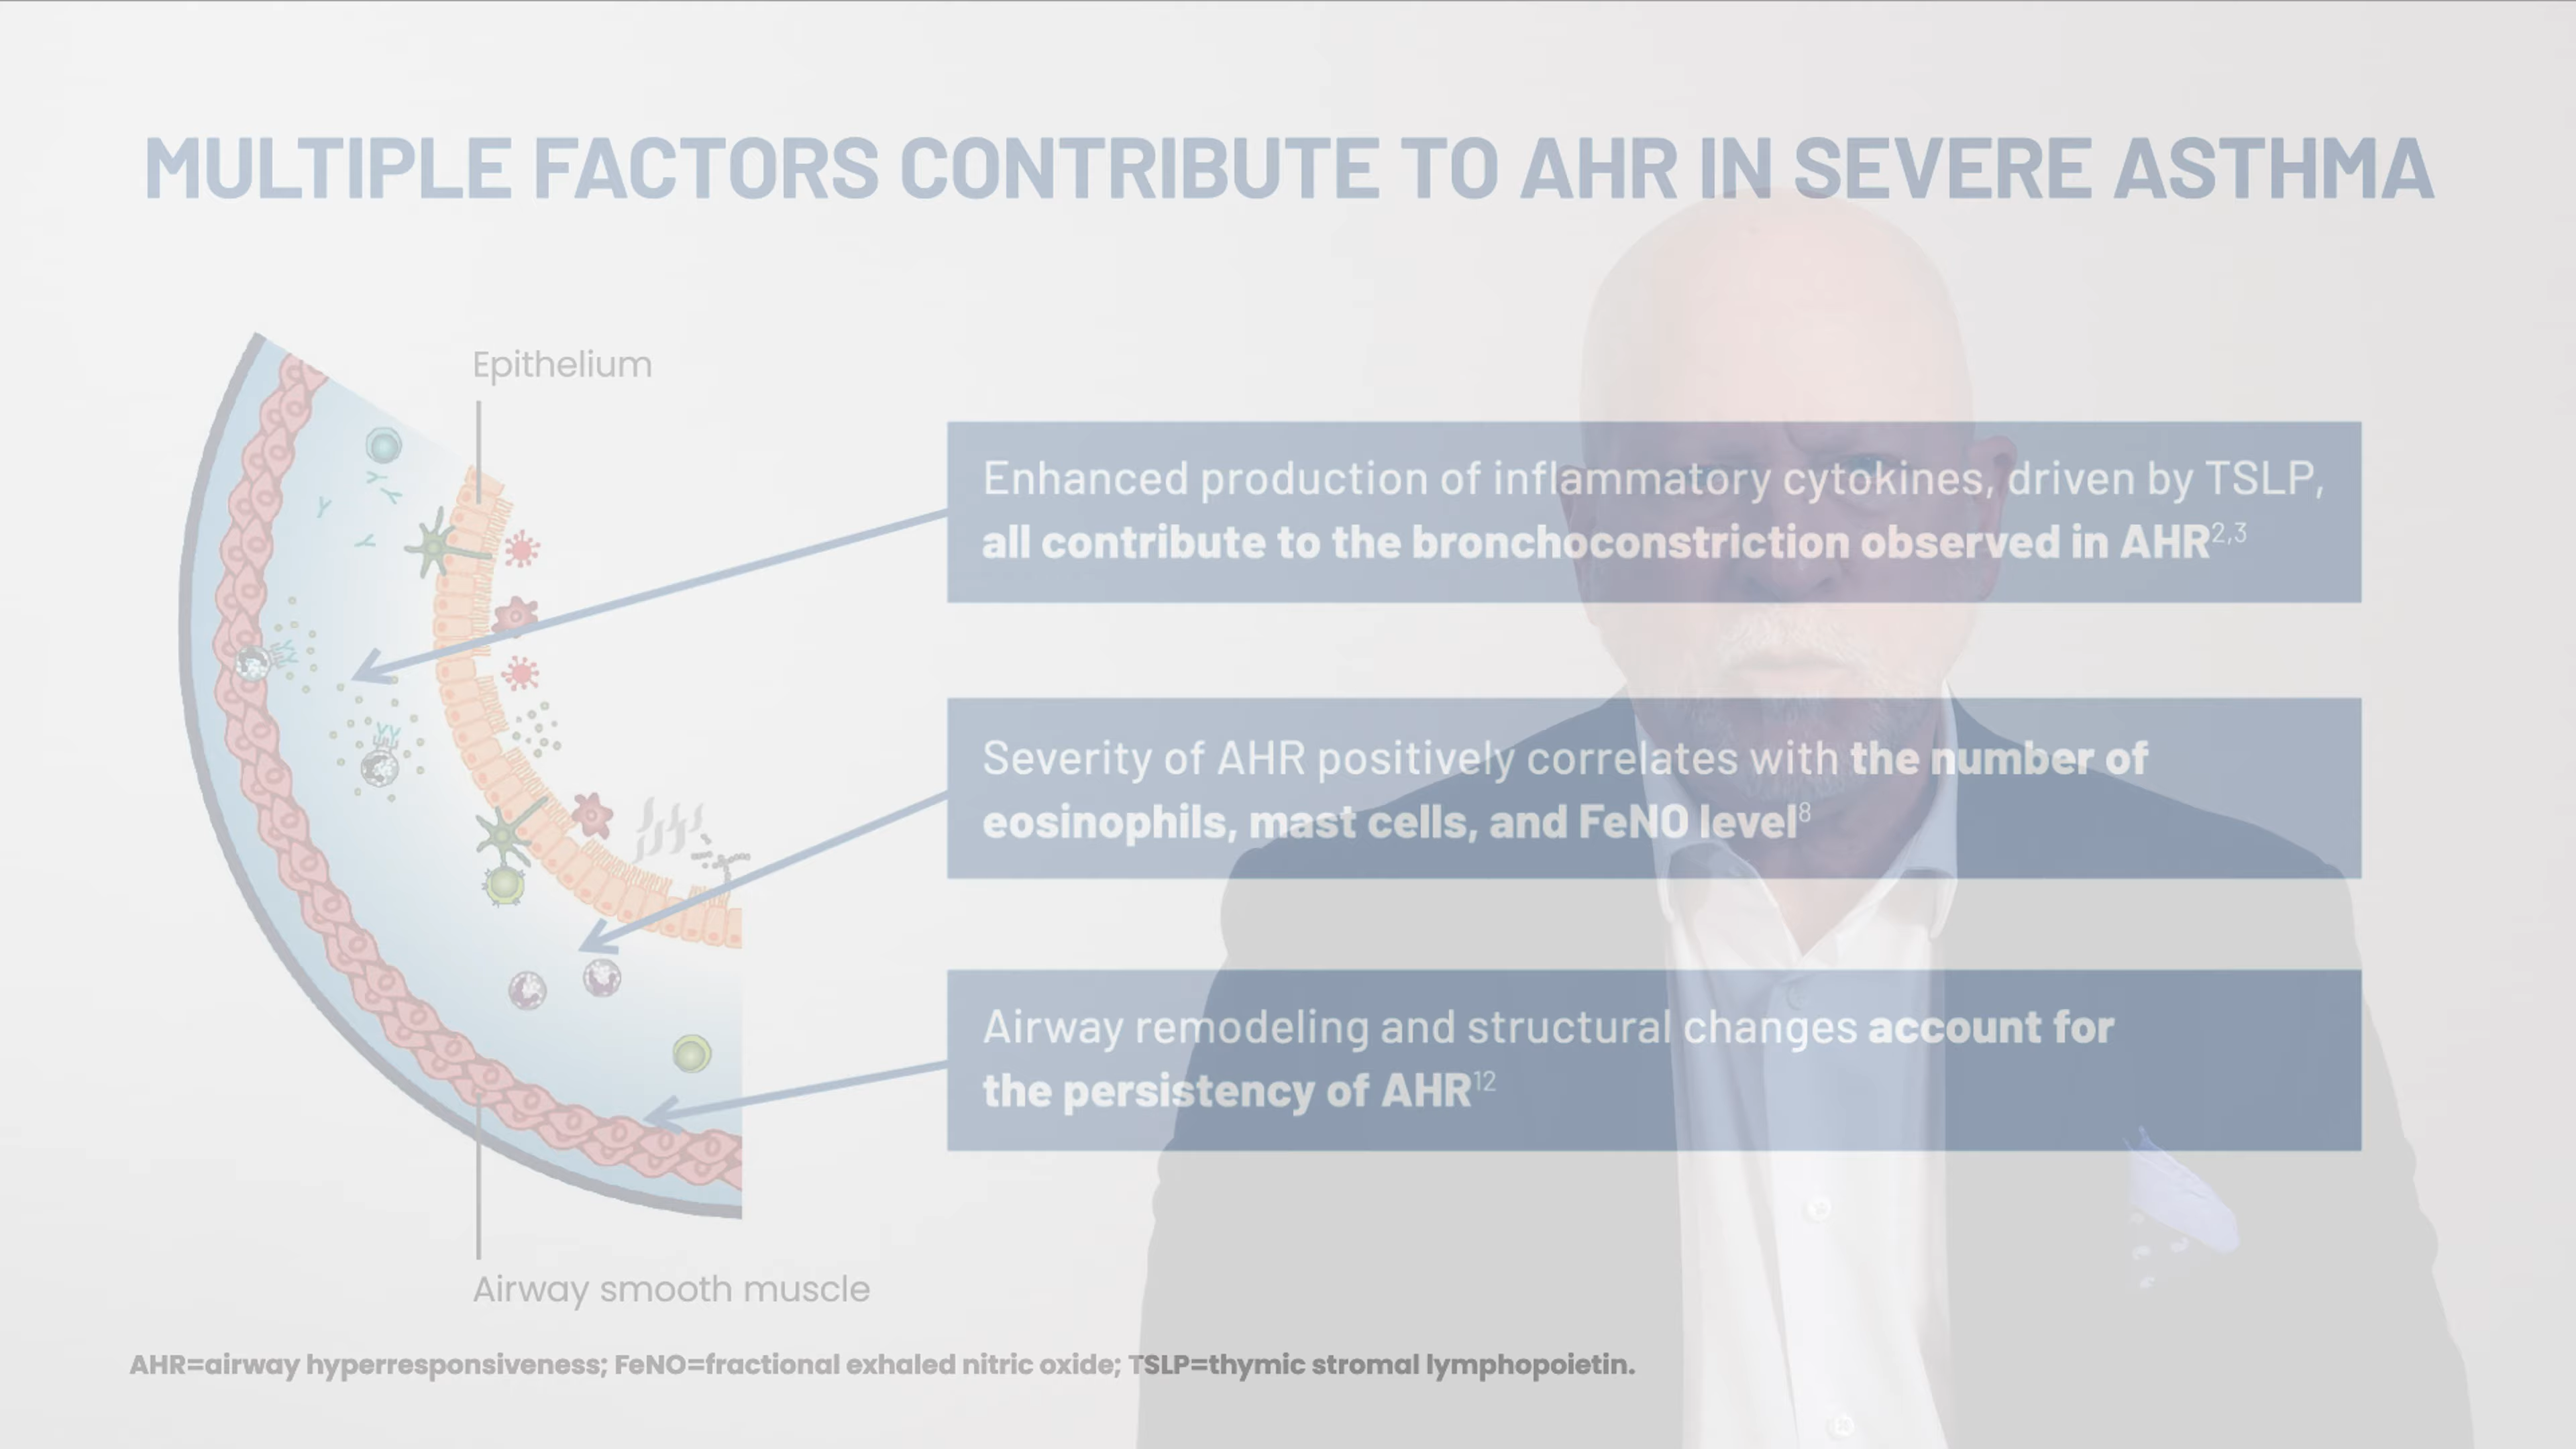 MULTIPLE FACTORS CONTRIBUTE TO AHR IN SEVERE ASTHMA
Epithelium
Enhanced production of inflammatory cytokines, driven by TSLP,
all contribute to the bronchoconstriction observed in AHR2,3
Severity of AHR positively correlates with the number of
eosinophils, mast cells, and FeNO level8
Airway remodeling and structural changes account for
the persistency of AHR12
Airway smooth muscle
AHR=airway hyperresponsiveness; FeNO=fractional exhaled nitric oxide; TSLP=thymic stromal lymphopoietin.